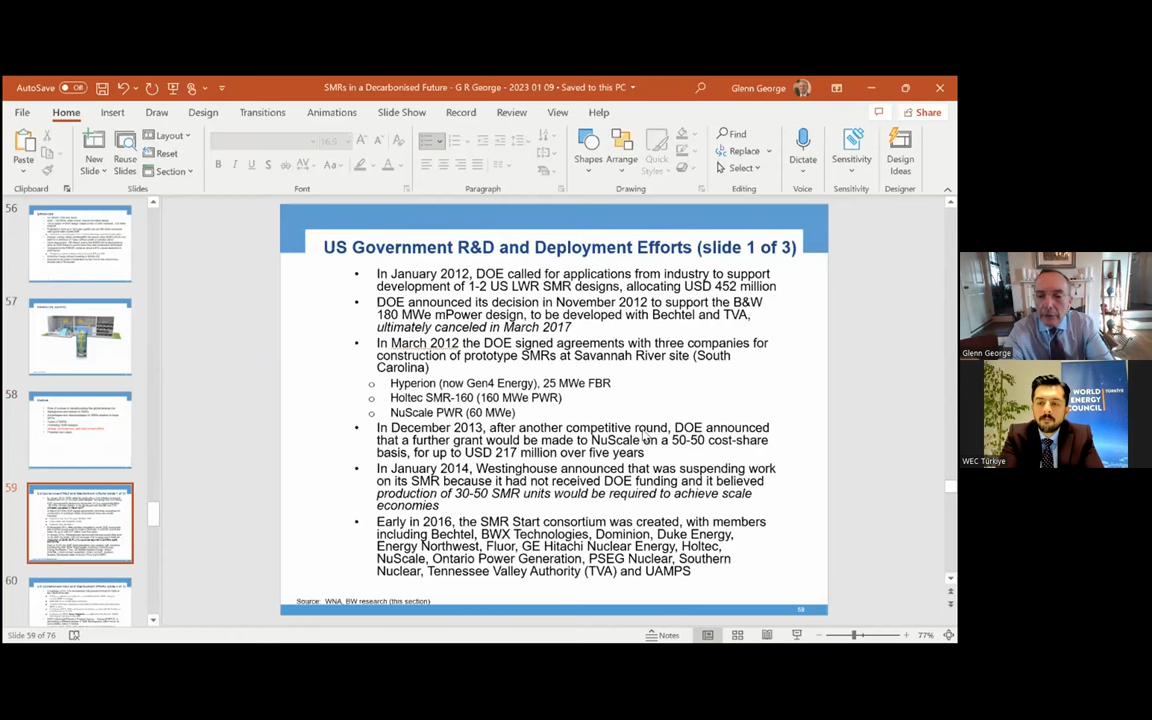 AutoSave Off
SMRs in a Decarbonised Future - G R George - 2023 01 09 • Saved to this PC
Glenn George
File Home Insert Draw Design Transitions Animations Slide Show Record Review View Help
Share
Paste
New Slide
Reuse Slides
Layout
Reset
Section
16.5
Shapes
Arrange
Quick Styles
Find
Replace
Select
Dictate
Sensitivity
Design Ideas
Clipboard
Slides
Font
Paragraph
Drawing
Editing
Voice
Sensitivity
Designer
56
57
58
59
60
US Government R&D and Deployment Efforts (slide 1 of 3)
• In January 2012, DOE called for applications from industry to support
development of 1-2 US LWR SMR designs, allocating USD 452 million
• DOE announced its decision in November 2012 to support the B&W
180 MWe mPower design, to be developed with Bechtel and TVA,
ultimately canceled in March 2017
• In March 2012 the DOE signed agreements with three companies for
construction of prototype SMRs at Savannah River site (South
Carolina)
o Hyperion (now Gen4 Energy), 25 MWe FBR
o Holtec SMR-160 (160 MWe PWR)
o NuScale PWR (60 MWe)
• In December 2013, after another competitive round, DOE announced
that a further grant would be made to NuScale on a 50-50 cost-share
basis, for up to USD 217 million over five years
• In January 2014, Westinghouse announced that was suspending work
on its SMR because it had not received DOE funding and it believed
production of 30-50 SMR units would be required to achieve scale
economies
• Early in 2016, the SMR Start consortium was created, with members
including Bechtel, BWX Technologies, Dominion, Duke Energy,
Energy Northwest, Fluor, GE Hitachi Nuclear Energy, Holtec,
NuScale, Ontario Power Generation, PSEG Nuclear, Southern
Nuclear, Tennessee Valley Authority (TVA) and UAMPS
Source: WNA, BW research (this section)
59
Slide 59 of 76
Notes
77%
Glenn George
WORLD
ENERGY
COUNCIL
TÜRKİYE
WEC Türkiye